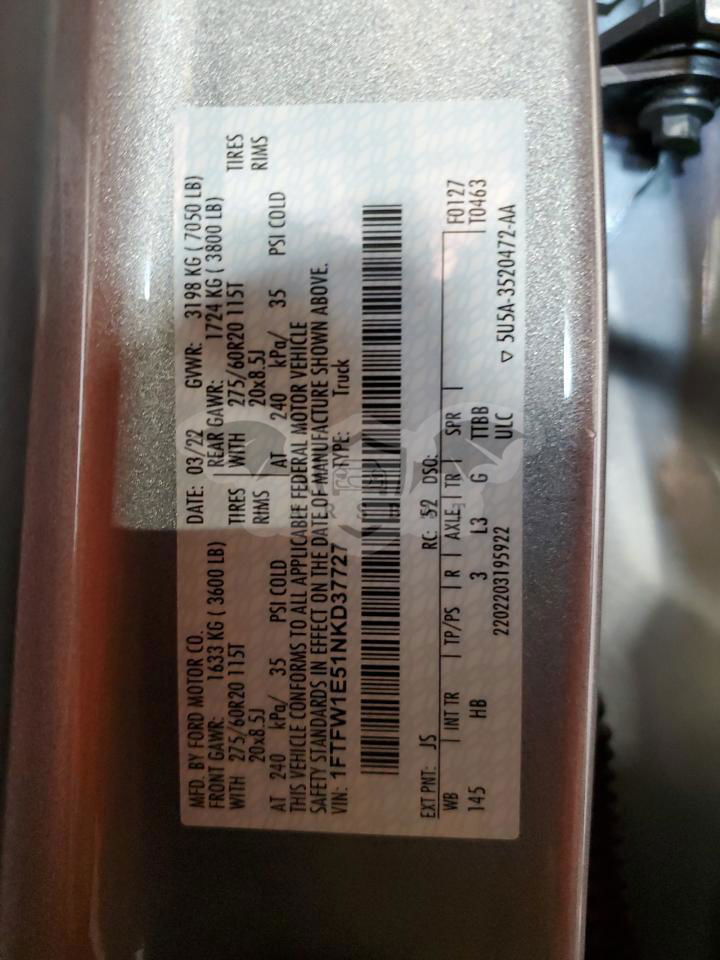 MFD. BY FORD MOTOR CO.
DATE: 03/22 GVWR: 3198 KG ( 7050 LB)
FRONT GAWR: 1633 KG ( 3600 LB) REAR GAWR: 1724 KG ( 3800 LB)
WITH 275/60R20 115T TIRES WITH 275/60R20 115T TIRES
20x8.5J RIMS 20x8.5J RIMS
AT 240 kPa/ 35 PSI COLD AT 240 kPa/ 35 PSI COLD
THIS VEHICLE CONFORMS TO ALL APPLICABLE FEDERAL MOTOR VEHICLE
SAFETY STANDARDS IN EFFECT ON THE DATE OF MANUFACTURE SHOWN ABOVE.
VIN: 1FTFW1E51NKD37727 TYPE: Truck
EXT PNT: JS RC: 52 DSO: F0127
WB INT TR TP/PS R AXLE TR SPR T0463
145 HB 3 L3 G TTBB
2202203195922 ULC ▽ 5U5A-3520472-AA